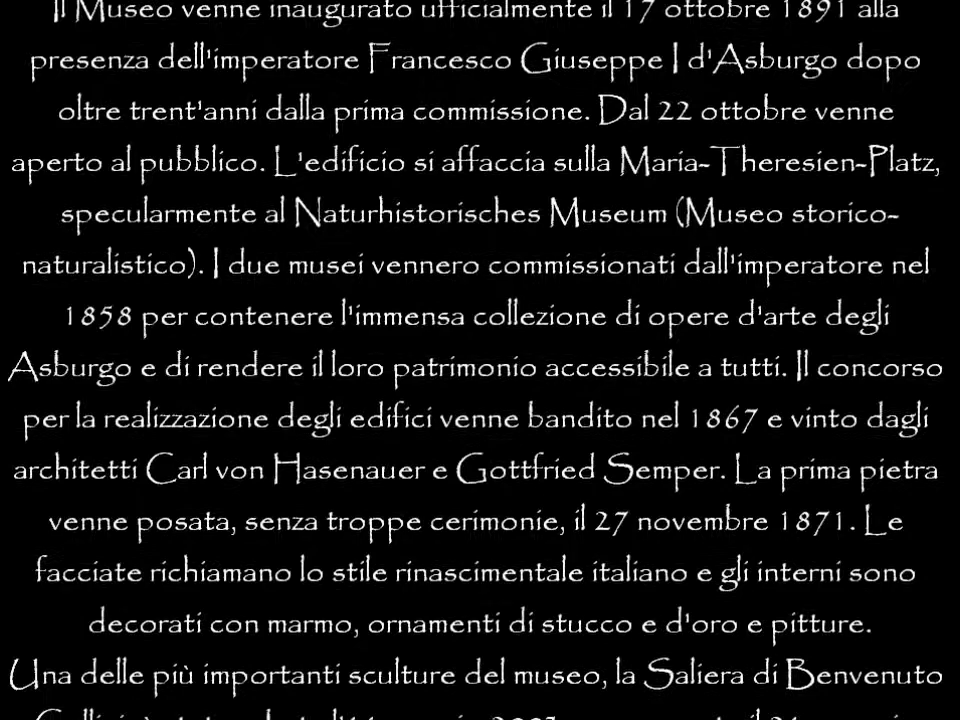 Il Museo venne inaugurato ufficialmente il 17 ottobre 1891 alla
presenza dell'imperatore Francesco Giuseppe I d'Asburgo dopo
oltre trent'anni dalla prima commissione. Dal 22 ottobre venne
aperto al pubblico. L'edificio si affaccia sulla Maria-Theresien-Platz,
specularmente al Naturhistorisches Museum (Museo storico-
naturalistico). I due musei vennero commissionati dall'imperatore nel
1858 per contenere l'immensa collezione di opere d'arte degli
Asburgo e di rendere il loro patrimonio accessibile a tutti. Il concorso
per la realizzazione degli edifici venne bandito nel 1867 e vinto dagli
architetti Carl von Hasenauer e Gottfried Semper. La prima pietra
venne posata, senza troppe cerimonie, il 27 novembre 1871. Le
facciate richiamano lo stile rinascimentale italiano e gli interni sono
decorati con marmo, ornamenti di stucco e d'oro e pitture.
Una delle più importanti sculture del museo, la Saliera di Benvenuto